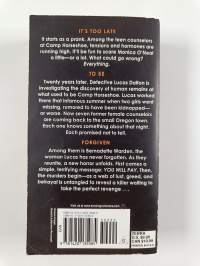 IT'S TOO LATE
It starts as a prank. Among the teen counselors
at Camp Horseshoe, tensions and hormones are
running high. It'll be fun to scare Monica O'Neal
a little—or a lot. What could go wrong?
Everything.
TO BE
Twenty years later, Detective Lucas Dalton is
investigating the discovery of human remains at
what used to be Camp Horseshoe. Lucas worked
there that infamous summer when two girls went
missing, rumored to have been kidnapped—or
worse. Now seven former female counselors
are coming back to the small Oregon town.
Each one knows something about that night.
Each promised not to tell.
FORGIVEN
Among them is Bernadette Warden, the
woman Lucas has never forgotten. As they
reunite, a new horror unfolds. First comes a
simple, terrifying message: YOU WILL PAY. Then,
the murders begin—as a web of lust, greed, and
betrayal is untangled to reveal a killer waiting to
take the perfect revenge . . .
ZEBRA